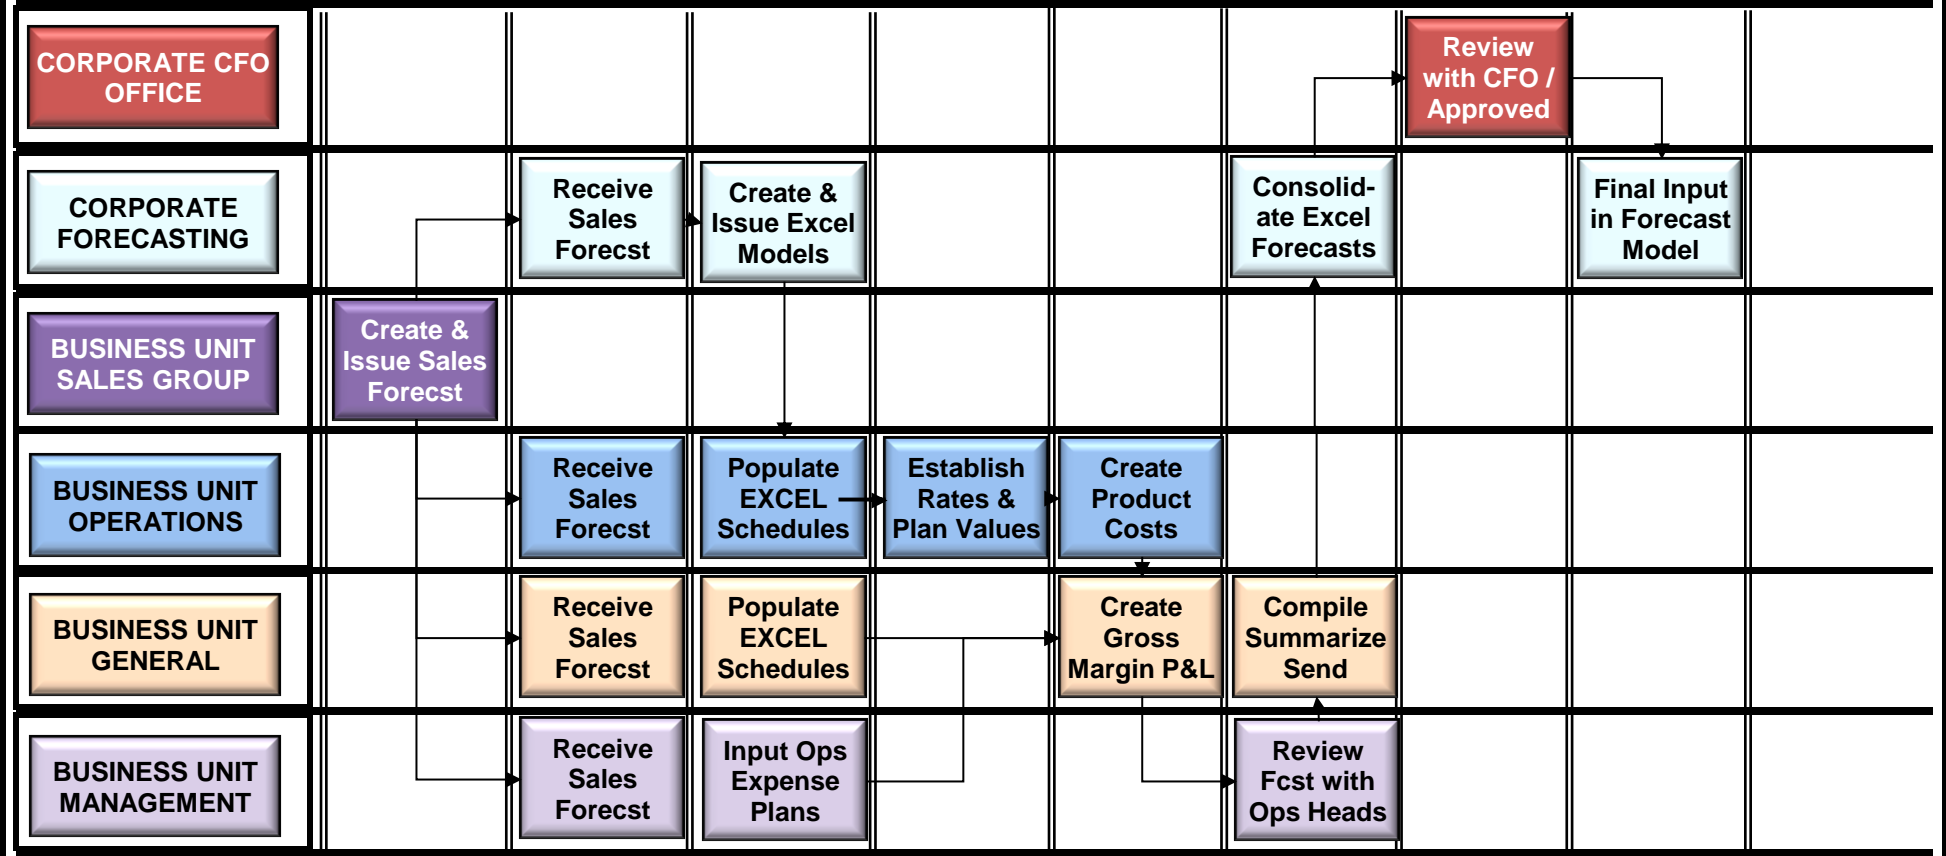 CORPORATE CFO
OFFICE
Review
with CFO /
Approved
CORPORATE
FORECASTING
Receive
Sales
Forecst
Create &
Issue Excel
Models
Consolid-
ate Excel
Forecasts
Final Input
in Forecast
Model
BUSINESS UNIT
SALES GROUP
Create &
Issue Sales
Forecst
BUSINESS UNIT
OPERATIONS
Receive
Sales
Forecst
Populate
EXCEL
Schedules
Establish
Rates &
Plan Values
Create
Product
Costs
BUSINESS UNIT
GENERAL
Receive
Sales
Forecst
Populate
EXCEL
Schedules
Create
Gross
Margin P&L
Compile
Summarize
Send
BUSINESS UNIT
MANAGEMENT
Receive
Sales
Forecst
Input Ops
Expense
Plans
Review
Fcst with
Ops Heads